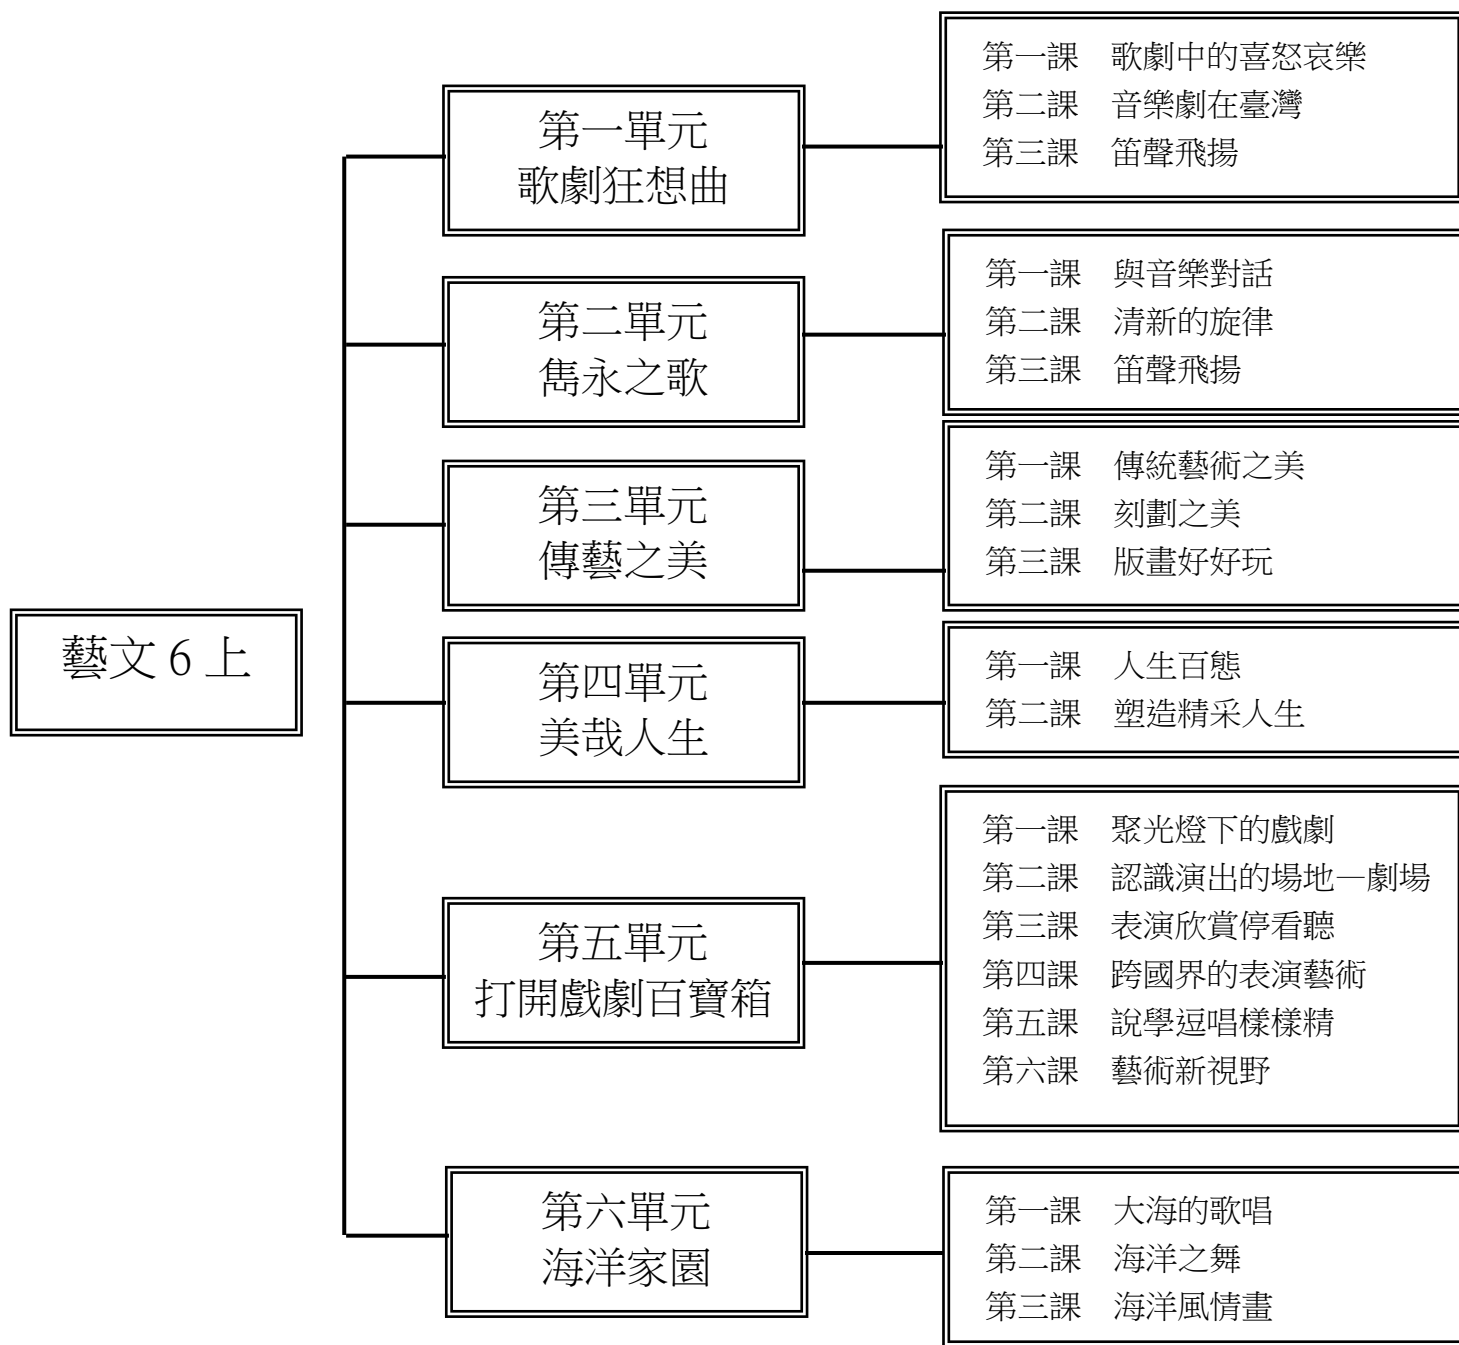 藝文 6 上
第一單元
歌劇狂想曲
第一課 歌劇中的喜怒哀樂
第二課 音樂劇在臺灣
第三課 笛聲飛揚
第二單元
雋永之歌
第一課 與音樂對話
第二課 清新的旋律
第三課 笛聲飛揚
第三單元
傳藝之美
第一課 傳統藝術之美
第二課 刻劃之美
第三課 版畫好好玩
第四單元
美哉人生
第一課 人生百態
第二課 塑造精采人生
第五單元
打開戲劇百寶箱
第一課 聚光燈下的戲劇
第二課 認識演出的場地—劇場
第三課 表演欣賞停看聽
第四課 跨國界的表演藝術
第五課 說學逗唱樣樣精
第六課 藝術新視野
第六單元
海洋家園
第一課 大海的歌唱
第二課 海洋之舞
第三課 海洋風情畫